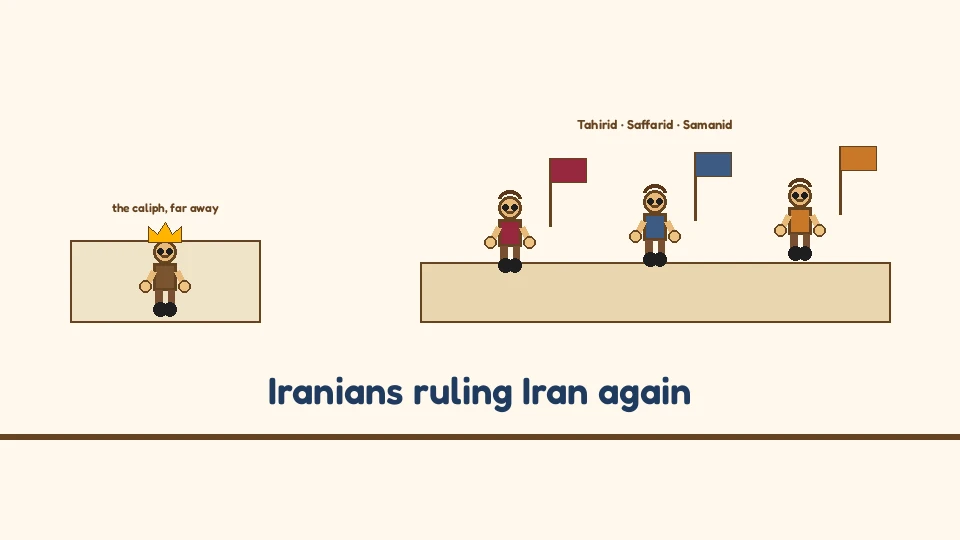 Tahirid · Saffarid · Samanid
the caliph, far away
Iranians ruling Iran again